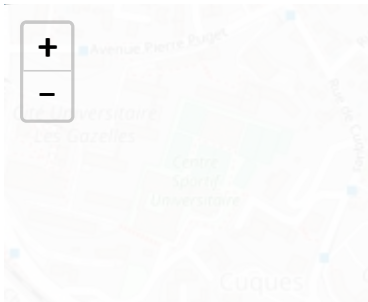 +
Avenue Pierre Puget
−
Cité Universitaire
Les Gazelles
Centre
Sportif
Universitaire
Cuques